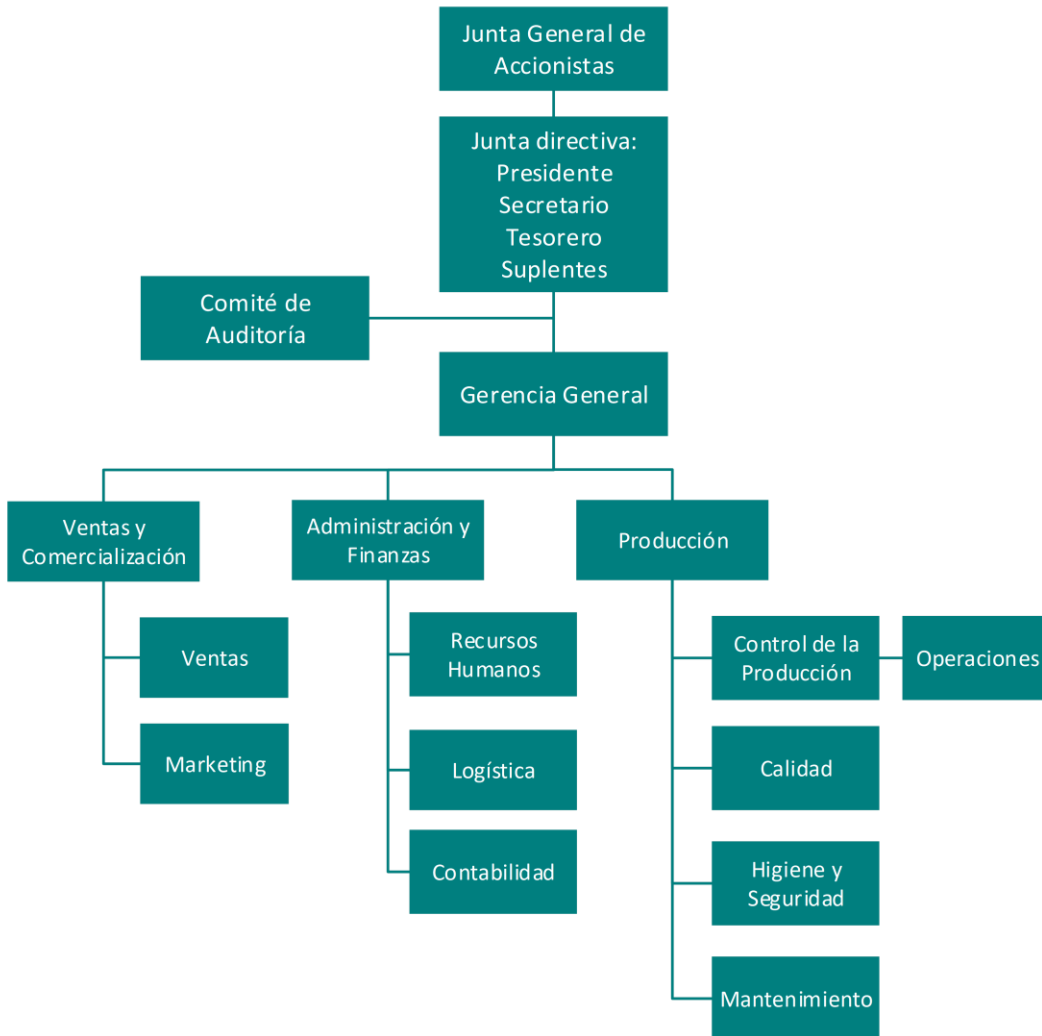 Junta General de
Accionistas
Junta directiva:
Presidente
Secretario
Tesorero
Suplentes
Comité de
Auditoría
Gerencia General
Ventas y
Comercialización
Administración y
Finanzas
Producción
Ventas
Marketing
Recursos
Humanos
Logística
Contabilidad
Control de la
Producción
Operaciones
Calidad
Higiene y
Seguridad
Mantenimiento